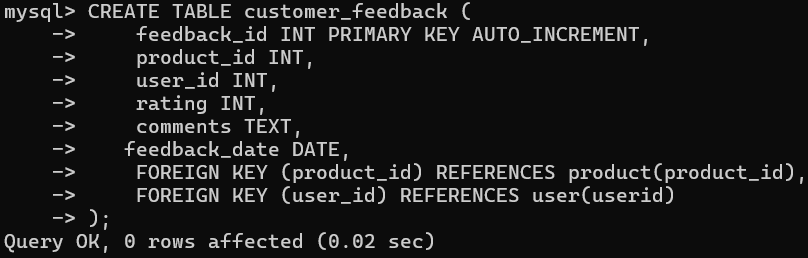 mysql> CREATE TABLE customer_feedback (
    ->     feedback_id INT PRIMARY KEY AUTO_INCREMENT,
    ->     product_id INT,
    ->     user_id INT,
    ->     rating INT,
    ->     comments TEXT,
    ->    feedback_date DATE,
    ->     FOREIGN KEY (product_id) REFERENCES product(product_id),
    ->     FOREIGN KEY (user_id) REFERENCES user(userid)
    -> );
Query OK, 0 rows affected (0.02 sec)